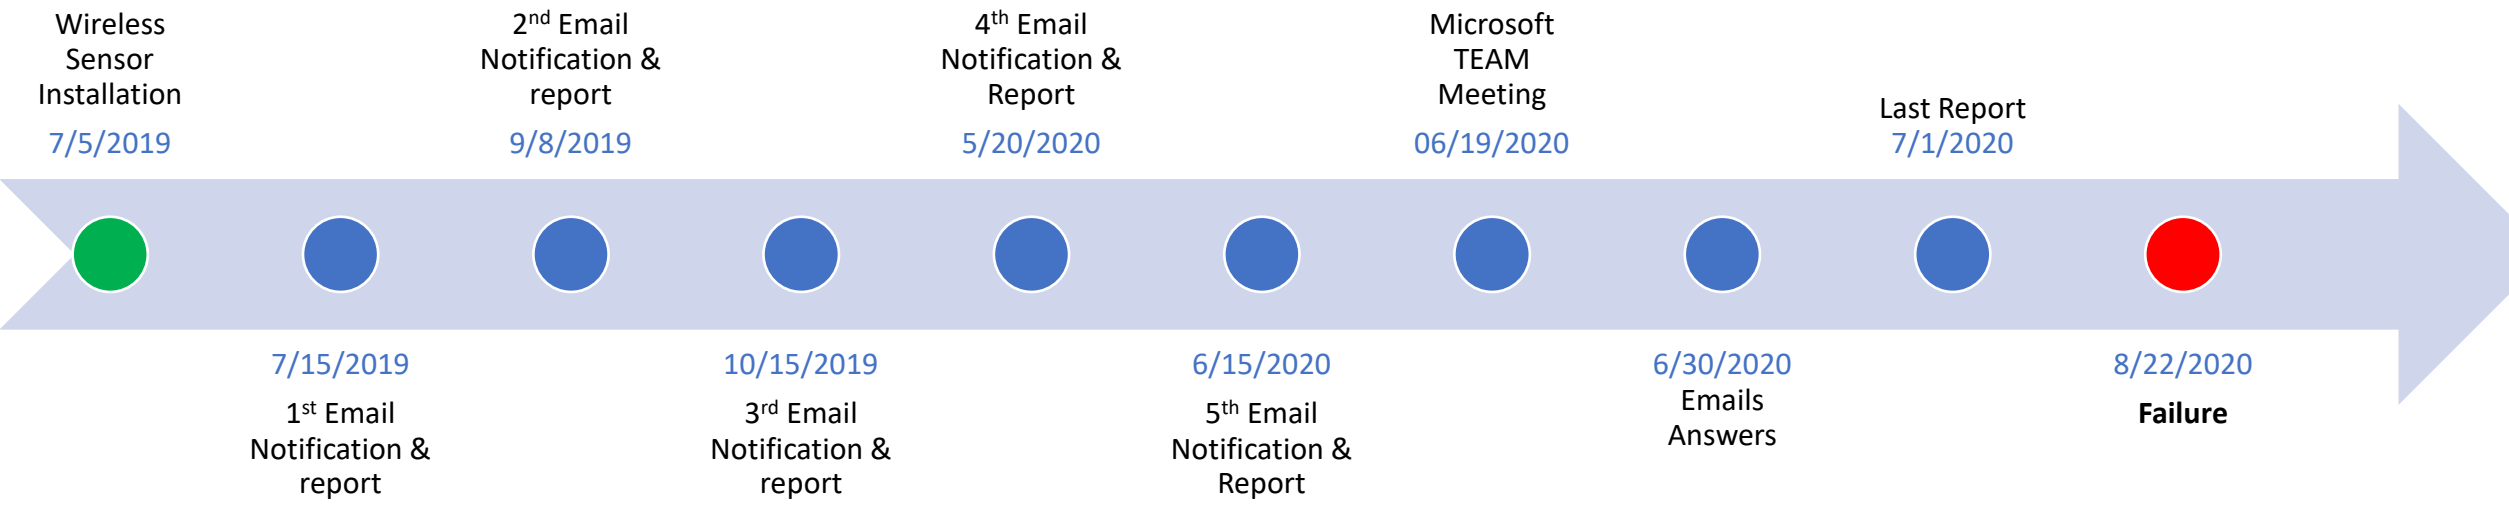 Wireless
Sensor
Installation
7/5/2019
7/15/2019
1st Email
Notification &
report
2nd Email
Notification &
report
9/8/2019
10/15/2019
3rd Email
Notification &
report
4th Email
Notification &
Report
5/20/2020
6/15/2020
5th Email
Notification &
Report
Microsoft
TEAM
Meeting
06/19/2020
6/30/2020
Emails
Answers
Last Report
7/1/2020
8/22/2020
Failure